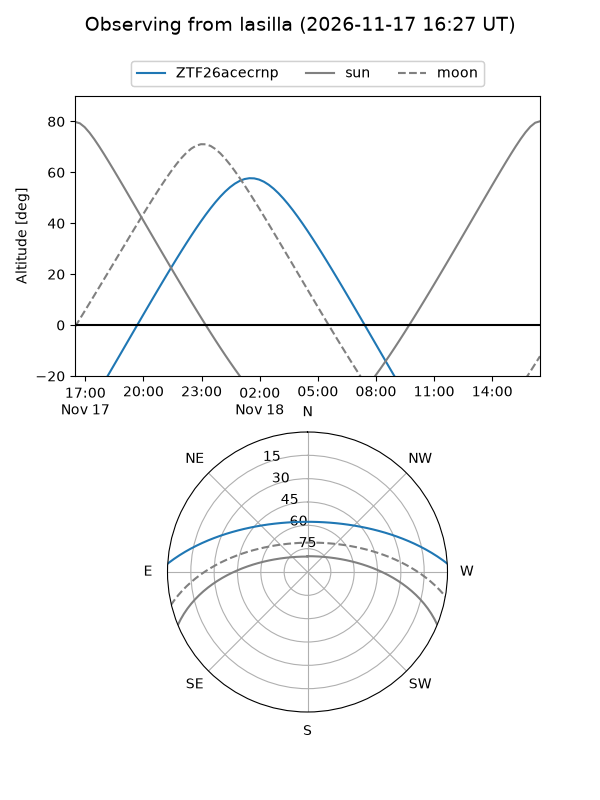 Observing from lasilla (2026-11-17 16:27 UT)
ZTF26acecrnp sun moon
Altitude [deg]
80
60
40
20
0
−20
17:00 20:00 23:00 02:00 05:00 08:00 11:00 14:00
Nov 17 Nov 18
N
NE NW
15
30
45
60
75
E W
SE SW
S